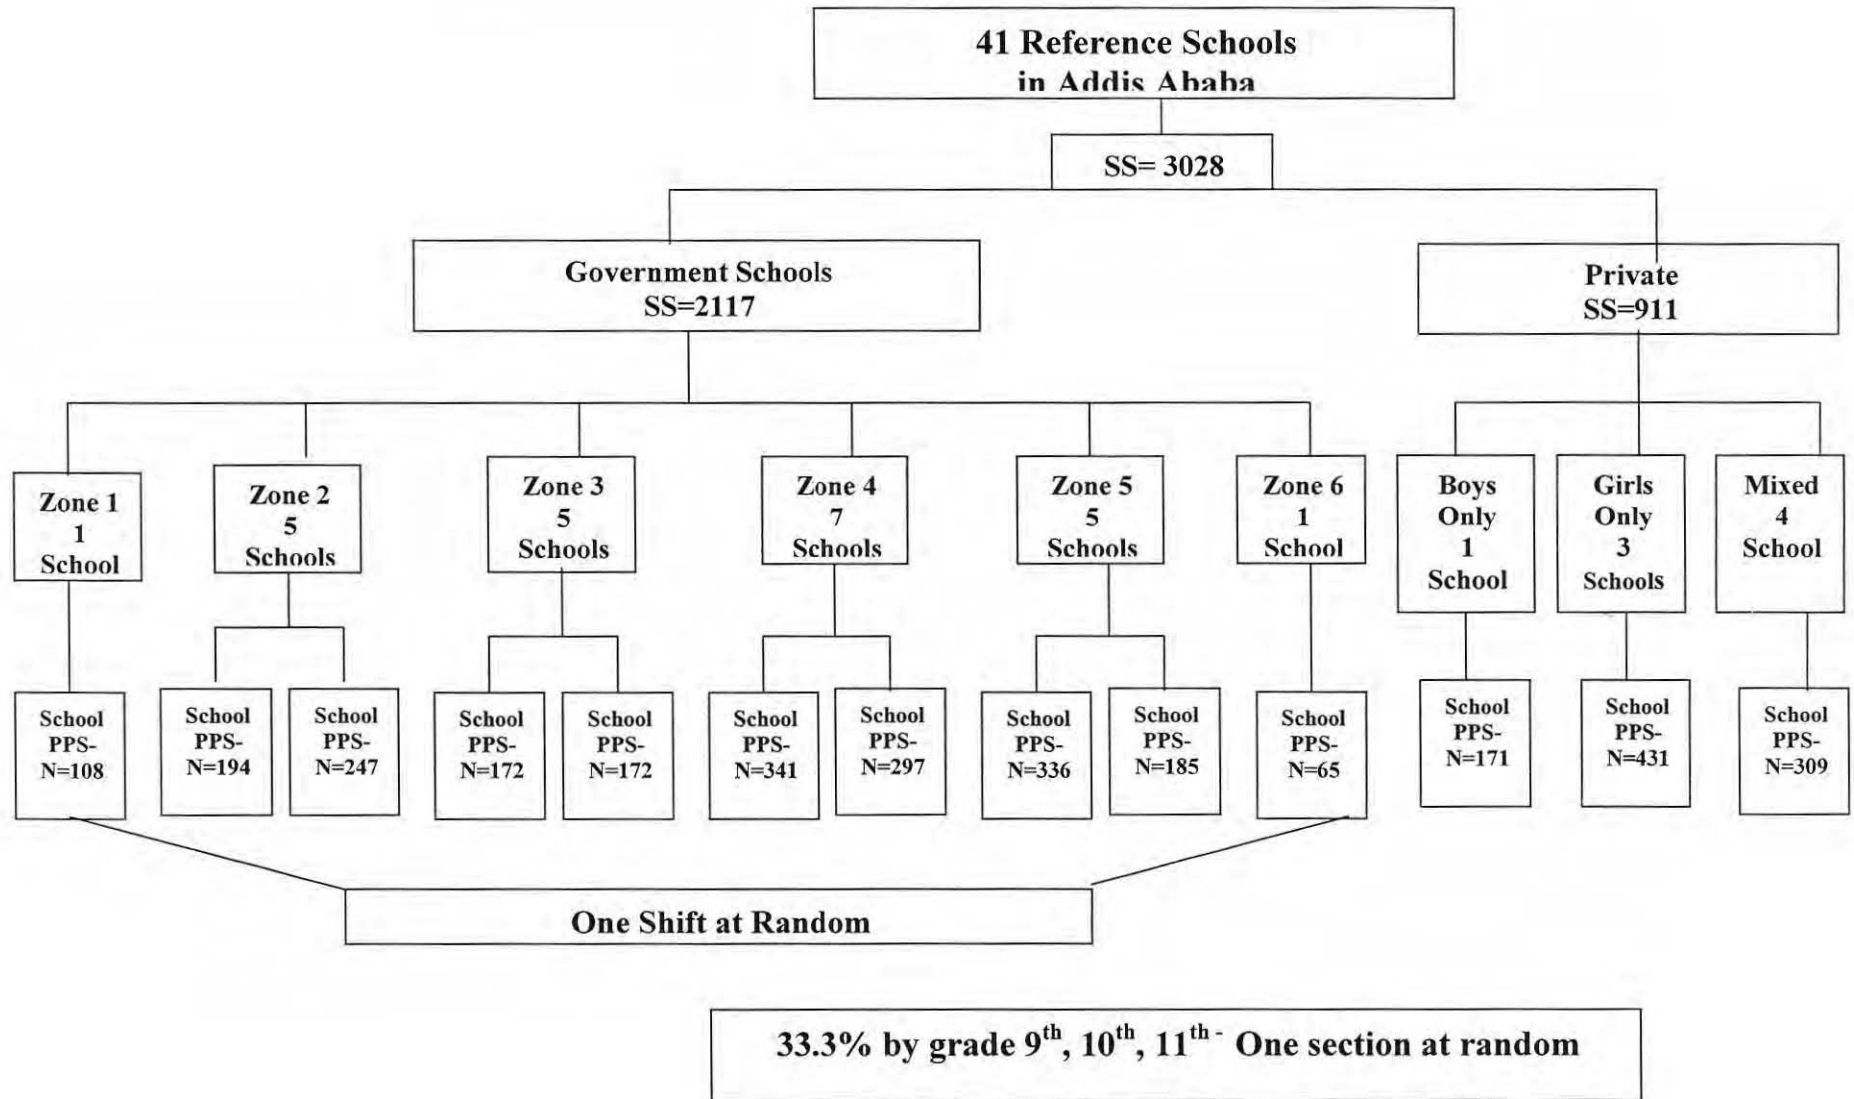 41 Reference Schools
in Addis Ababa
SS= 3028
Government Schools
SS=2117
Private
SS=911
Zone 1
1
School
Zone 2
5
Schools
Zone 3
5
Schools
Zone 4
7
Schools
Zone 5
5
Schools
Zone 6
1
School
Boys
Only
1
School
Girls
Only
3
Schools
Mixed
4
School
School
PPS-
N=108
School
PPS-
N=194
School
PPS-
N=247
School
PPS-
N=172
School
PPS-
N=172
School
PPS-
N=341
School
PPS-
N=297
School
PPS-
N=336
School
PPS-
N=185
School
PPS-
N=65
School
PPS-
N=171
School
PPS-
N=431
School
PPS-
N=309
One Shift at Random
33.3% by grade 9th, 10th, 11th - One section at random